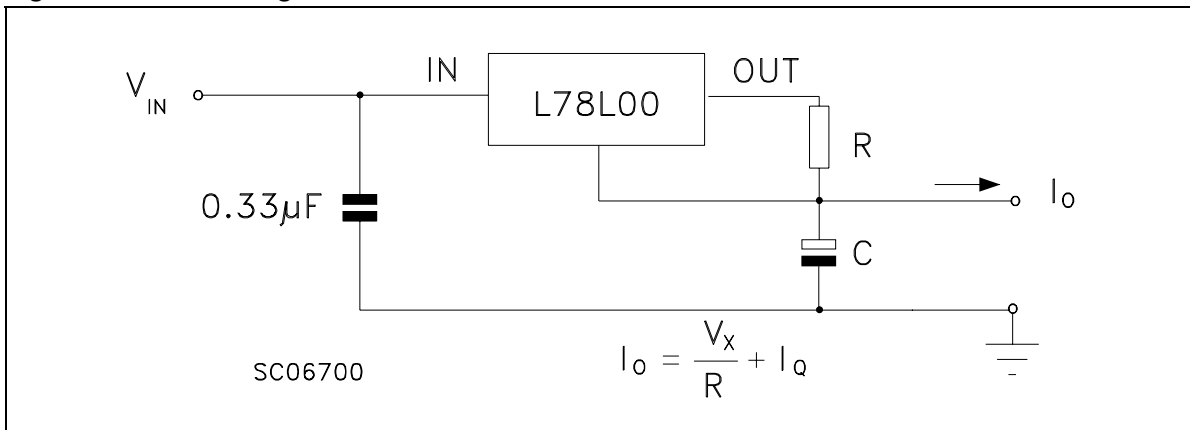 V_IN
IN
L78L00
OUT
R
0.33µF
I_O
C
I_O = V_X / R + I_Q
SC06700